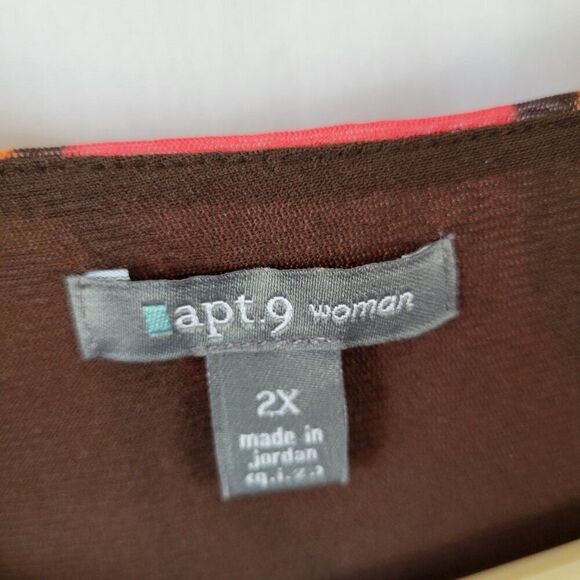 apt.9 woman
2X
made in
jordan
(q.i.z.)